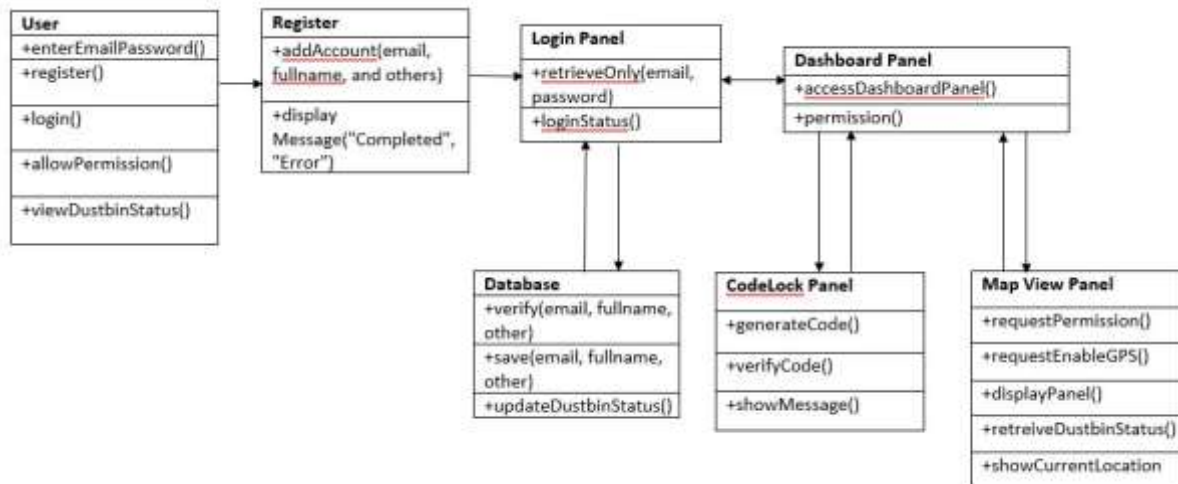 User
+enterEmailPassword()
+register()
+login()
+allowPermission()
+viewDustbinStatus()
Register
+addAccount(email,
fullname, and others)
+display
Message("Completed",
"Error")
Login Panel
+retrieveOnly(email,
password)
+loginStatus()
Dashboard Panel
+accessDashboardPanel()
+permission()
Database
+verify(email, fullname,
other)
+save(email, fullname,
other)
+updateDustbinStatus()
CodeLock Panel
+generateCode()
+verifyCode()
+showMessage()
Map View Panel
+requestPermission()
+requestEnableGPS()
+displayPanel()
+retreiveDustbinStatus()
+showCurrentLocation